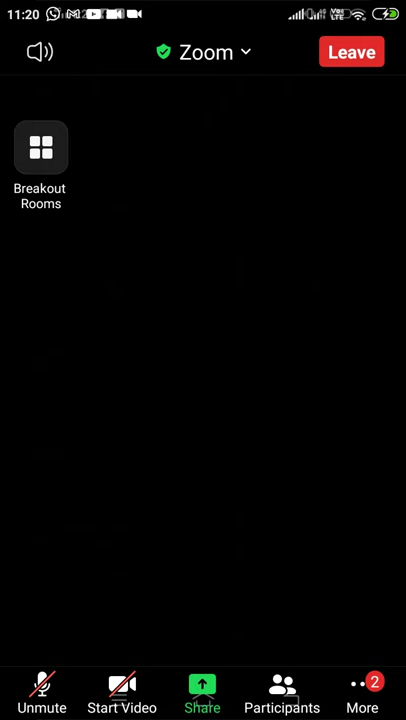 11:20
Zoom
Leave
Breakout
Rooms
2
Unmute
Start Video
Share
Participants
More